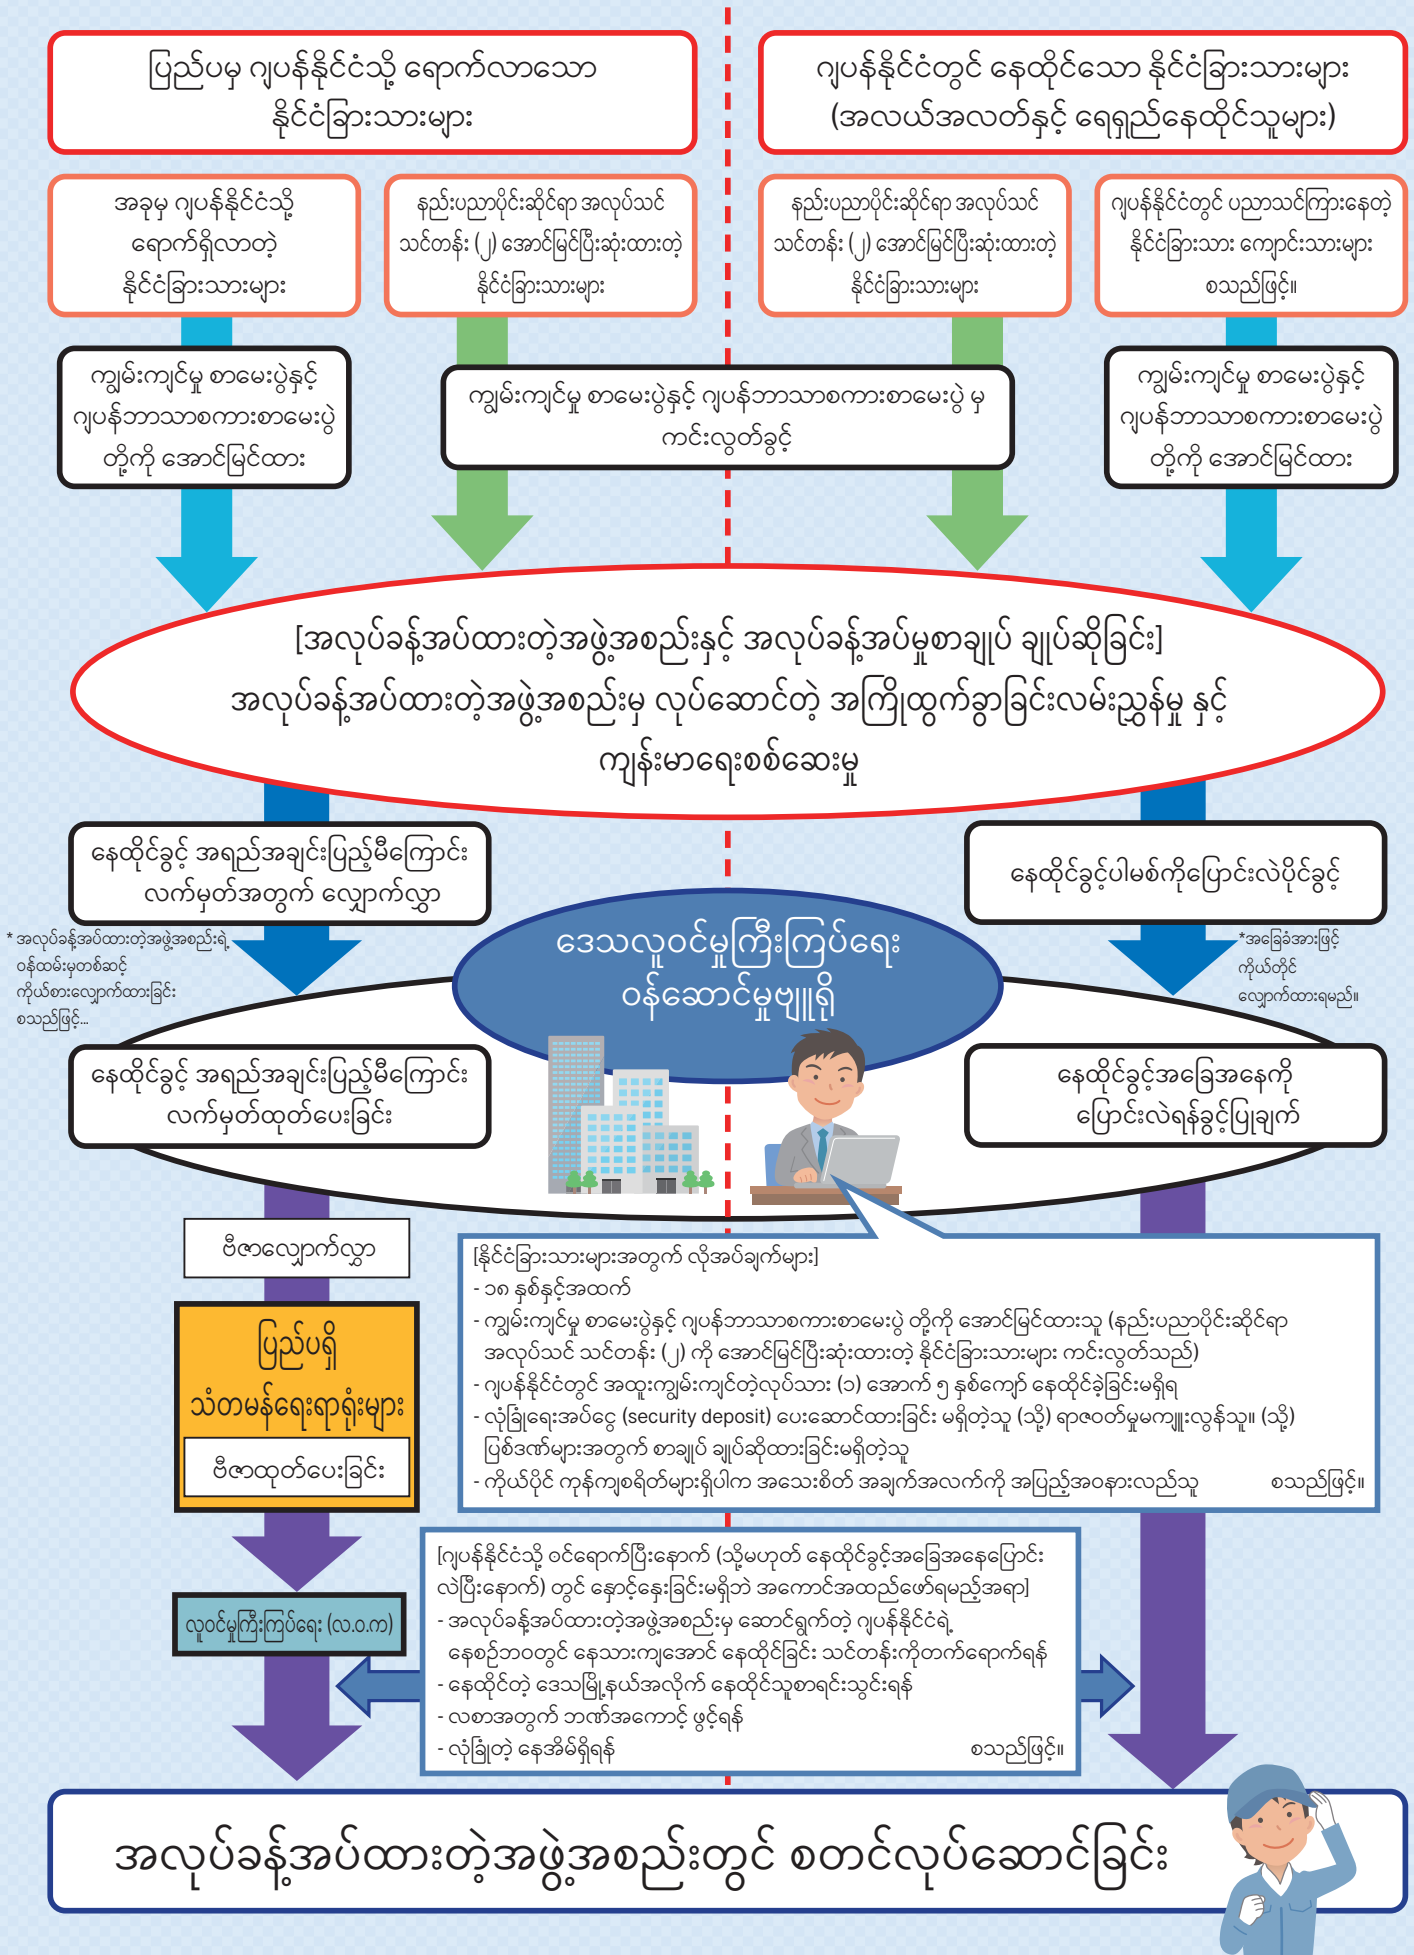 ပြည်ပမှ ဂျပန်နိုင်ငံသို့ ရောက်လာသော
နိုင်ငံခြားသားများ
ဂျပန်နိုင်ငံတွင် နေထိုင်သော နိုင်ငံခြားသားများ
(အလယ်အလတ်နှင့် ရေရှည်နေထိုင်သူများ)
အခုမှ ဂျပန်နိုင်ငံသို့
ရောက်ရှိလာတဲ့
နိုင်ငံခြားသားများ
နည်းပညာပိုင်းဆိုင်ရာ အလုပ်သင်
သင်တန်း (၂) အောင်မြင်ပြီးဆုံးထားတဲ့
နိုင်ငံခြားသားများ
နည်းပညာပိုင်းဆိုင်ရာ အလုပ်သင်
သင်တန်း (၂) အောင်မြင်ပြီးဆုံးထားတဲ့
နိုင်ငံခြားသားများ
ဂျပန်နိုင်ငံတွင် ပညာသင်ကြားနေတဲ့
နိုင်ငံခြားသား ကျောင်းသားများ
စသည်ဖြင့်။
ကျွမ်းကျင်မှု စာမေးပွဲနှင့်
ဂျပန်ဘာသာစကားစာမေးပွဲ
တို့ကို အောင်မြင်ထား
ကျွမ်းကျင်မှု စာမေးပွဲနှင့် ဂျပန်ဘာသာစကားစာမေးပွဲ မှ
ကင်းလွတ်ခွင့်
ကျွမ်းကျင်မှု စာမေးပွဲနှင့်
ဂျပန်ဘာသာစကားစာမေးပွဲ
တို့ကို အောင်မြင်ထား
[အလုပ်ခန့်အပ်ထားတဲ့အဖွဲ့အစည်းနှင့် အလုပ်ခန့်အပ်မှုစာချုပ် ချုပ်ဆိုခြင်း]
အလုပ်ခန့်အပ်ထားတဲ့အဖွဲ့အစည်းမှ လုပ်ဆောင်တဲ့ အကြိုထွက်ခွာခြင်းလမ်းညွှန်မှု နှင့်
ကျန်းမာရေးစစ်ဆေးမှု
နေထိုင်ခွင့် အရည်အချင်းပြည့်မီကြောင်း
လက်မှတ်အတွက် လျှောက်လွှာ
နေထိုင်ခွင့်ပါမစ်ကိုပြောင်းလဲပိုင်ခွင့်
* အလုပ်ခန့်အပ်ထားတဲ့အဖွဲ့အစည်းရဲ့
ဝန်ထမ်းမှတစ်ဆင့်
ကိုယ်စားလျှောက်ထားခြင်း
စသည်ဖြင့်...
ဒေသလူဝင်မှုကြီးကြပ်ရေး
ဝန်ဆောင်မှုဗျူရို
*အခြေခံအားဖြင့်
ကိုယ်တိုင်
လျှောက်ထားရမည်။
နေထိုင်ခွင့် အရည်အချင်းပြည့်မီကြောင်း
လက်မှတ်ထုတ်ပေးခြင်း
နေထိုင်ခွင့်အခြေအနေကို
ပြောင်းလဲရန်ခွင့်ပြုချက်
ဗီဇာလျှောက်လွှာ
ပြည်ပရှိ
သံတမန်ရေးရာရုံးများ
ဗီဇာထုတ်ပေးခြင်း
[နိုင်ငံခြားသားများအတွက် လိုအပ်ချက်များ]
- ၁၈ နှစ်နှင့်အထက်
- ကျွမ်းကျင်မှု စာမေးပွဲနှင့် ဂျပန်ဘာသာစကားစာမေးပွဲ တို့ကို အောင်မြင်ထားသူ (နည်းပညာပိုင်းဆိုင်ရာ
အလုပ်သင် သင်တန်း (၂) ကို အောင်မြင်ပြီးဆုံးထားတဲ့ နိုင်ငံခြားသားများ ကင်းလွတ်သည်)
- ဂျပန်နိုင်ငံတွင် အထူးကျွမ်းကျင်တဲ့လုပ်သား (၁) အောက် ၅ နှစ်ကျော် နေထိုင်ခဲ့ခြင်းမရှိရ
- လုံခြုံရေးအပ်ငွေ (security deposit) ပေးဆောင်ထားခြင်း မရှိတဲ့သူ (သို့) ရာဇဝတ်မှုမကျူးလွန်သူ။ (သို့)
ပြစ်ဒဏ်များအတွက် စာချုပ် ချုပ်ဆိုထားခြင်းမရှိတဲ့သူ
- ကိုယ်ပိုင် ကုန်ကျစရိတ်များရှိပါက အသေးစိတ် အချက်အလက်ကို အပြည့်အဝနားလည်သူ စသည်ဖြင့်။
[ဂျပန်နိုင်ငံသို့ ဝင်ရောက်ပြီးနောက် (သို့မဟုတ် နေထိုင်ခွင့်အခြေအနေပြောင်း
လဲပြီးနောက်) တွင် နှောင့်နှေးခြင်းမရှိဘဲ အကောင်အထည်ဖော်ရမည့်အရာ]
- အလုပ်ခန့်အပ်ထားတဲ့အဖွဲ့အစည်းမှ ဆောင်ရွက်တဲ့ ဂျပန်နိုင်ငံရဲ့
နေစဉ်ဘဝတွင် နေသားကျအောင် နေထိုင်ခြင်း သင်တန်းကိုတက်ရောက်ရန်
- နေထိုင်တဲ့ ဒေသမြို့နယ်အလိုက် နေထိုင်သူစာရင်းသွင်းရန်
- လစာအတွက် ဘဏ်အကောင့် ဖွင့်ရန်
- လုံခြုံတဲ့ နေအိမ်ရှိရန် စသည်ဖြင့်။
လူဝင်မှုကြီးကြပ်ရေး (လ.ဝ.က)
အလုပ်ခန့်အပ်ထားတဲ့အဖွဲ့အစည်းတွင် စတင်လုပ်ဆောင်ခြင်း